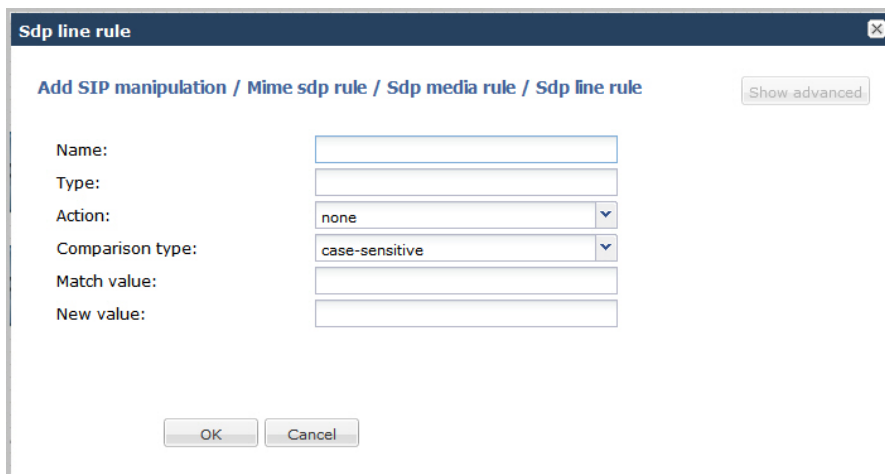 Sdp line rule
Add SIP manipulation / Mime sdp rule / Sdp media rule / Sdp line rule
Show advanced
Name:
Type:
Action: none
Comparison type: case-sensitive
Match value:
New value:
OK Cancel